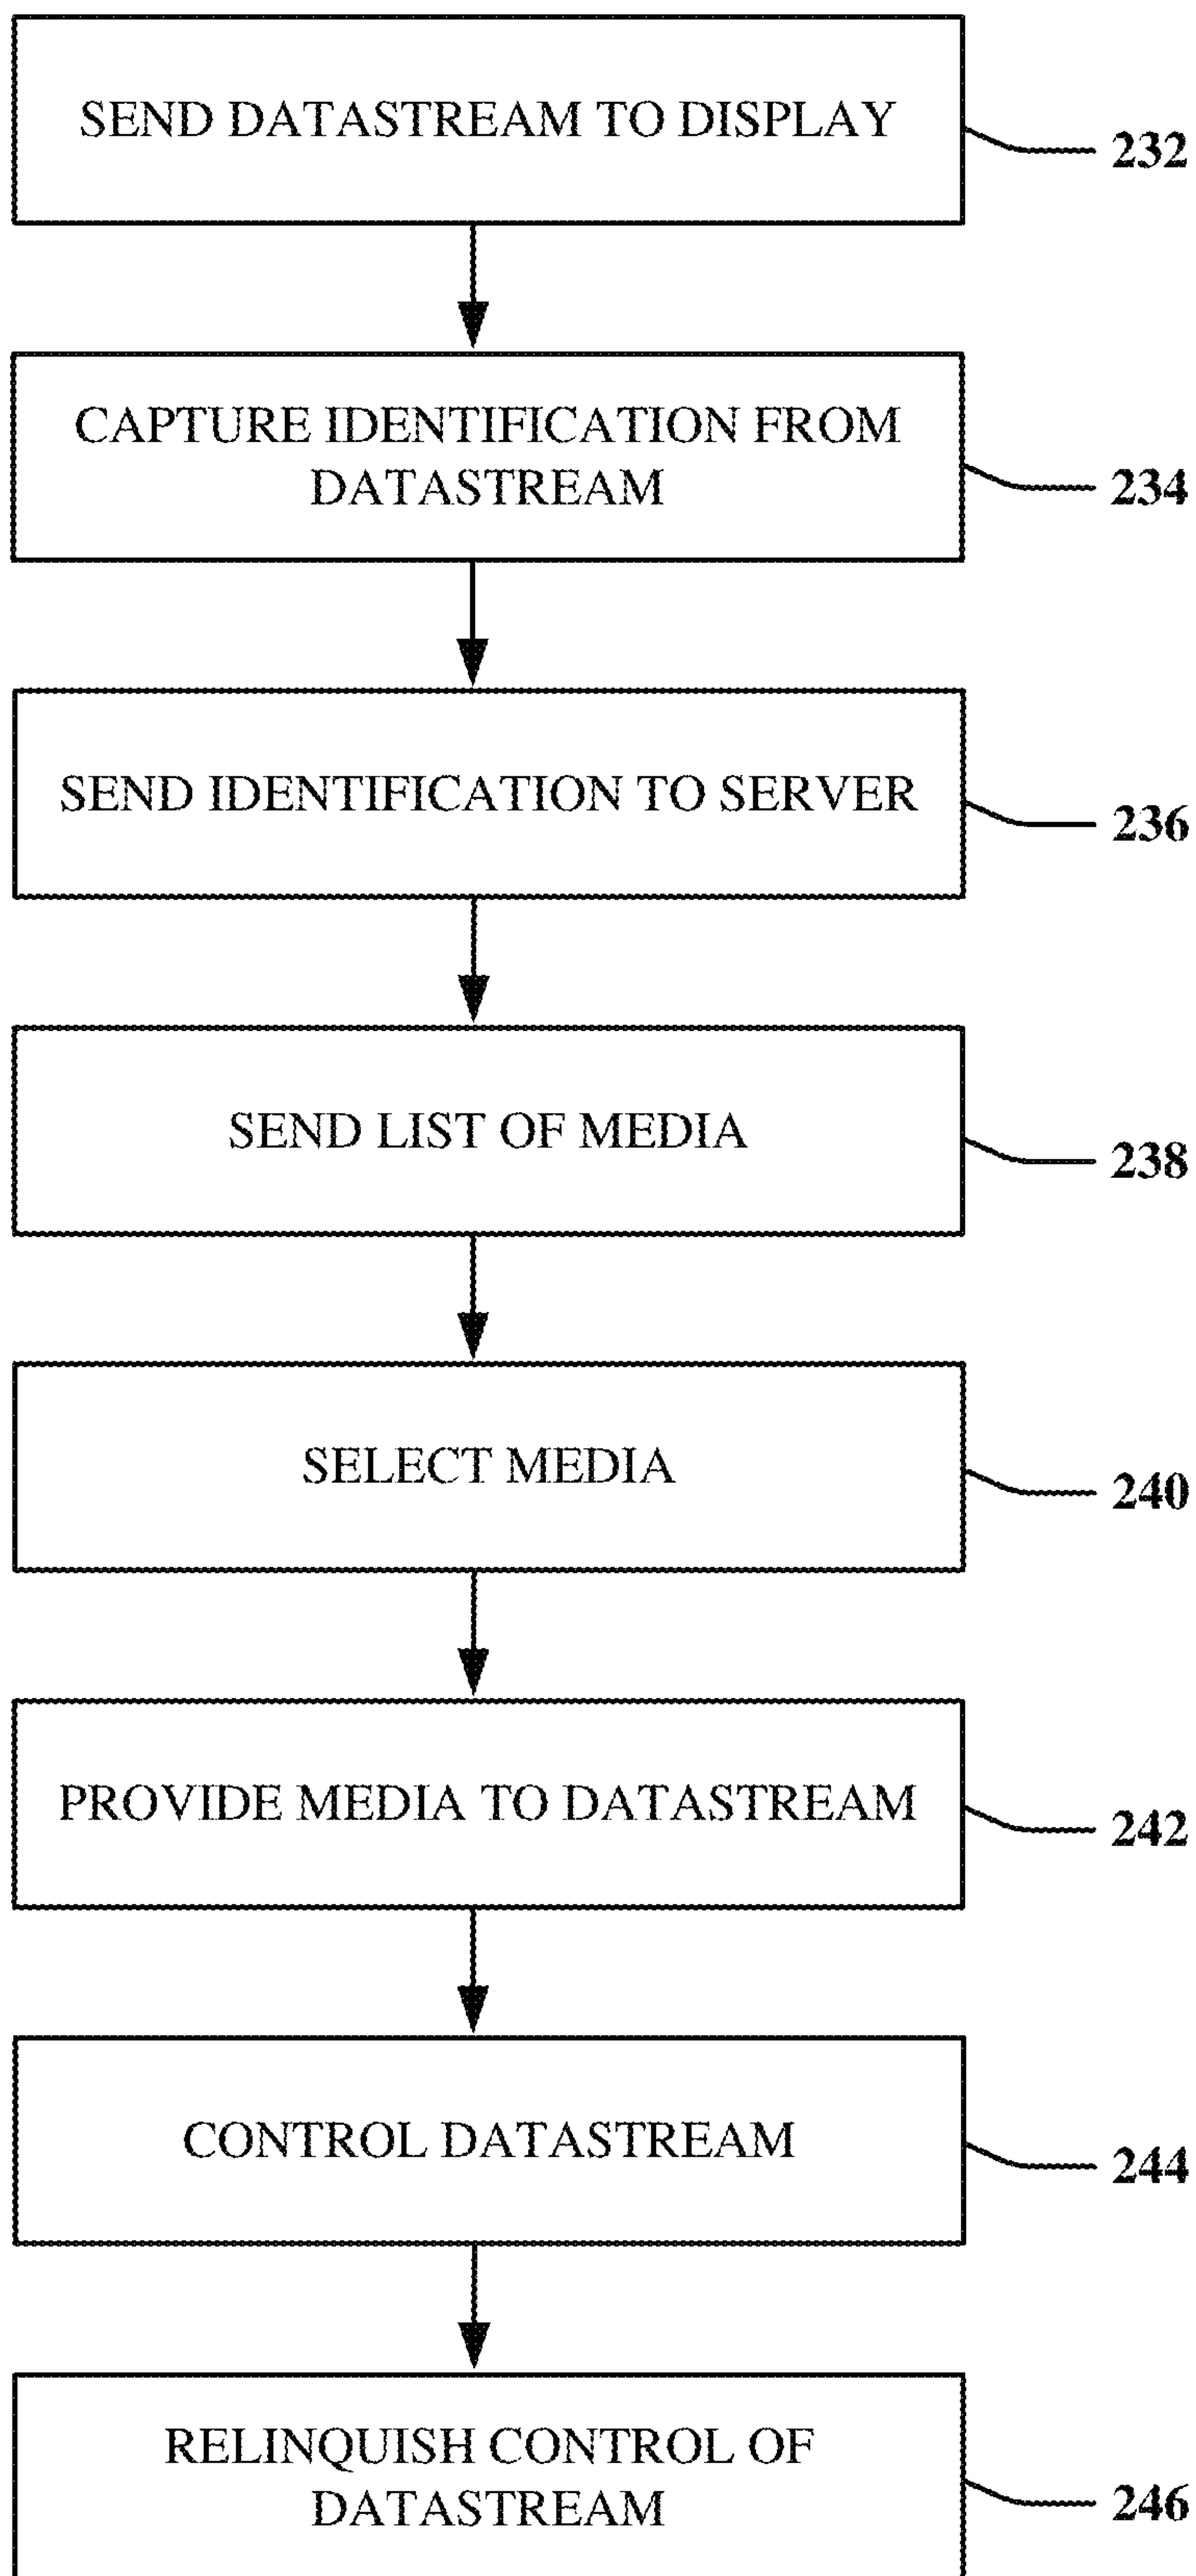 SEND DATASTREAM TO DISPLAY
232
CAPTURE IDENTIFICATION FROM
DATASTREAM
234
SEND IDENTIFICATION TO SERVER
236
SEND LIST OF MEDIA
238
SELECT MEDIA
240
PROVIDE MEDIA TO DATASTREAM
242
CONTROL DATASTREAM
244
RELINQUISH CONTROL OF
DATASTREAM
246